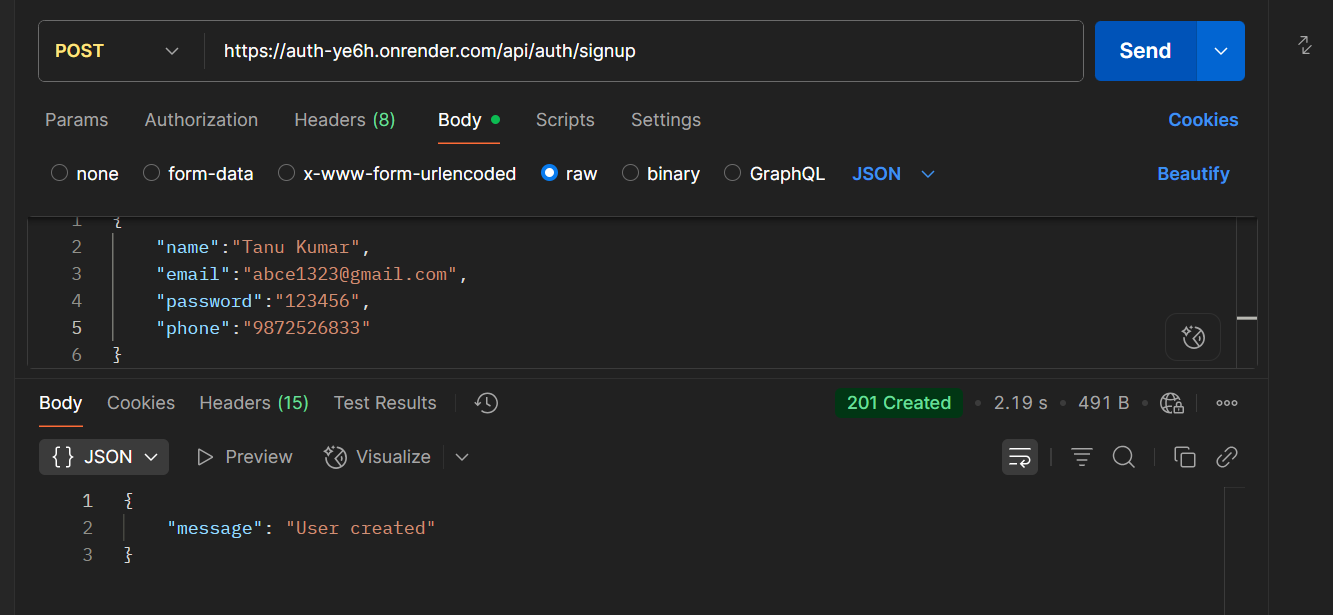 POST https://auth-ye6h.onrender.com/api/auth/signup Send
Params Authorization Headers (8) Body Scripts Settings Cookies
none form-data x-www-form-urlencoded raw binary GraphQL JSON Beautify
1 {
2 "name":"Tanu Kumar",
3 "email":"abce1323@gmail.com",
4 "password":"123456",
5 "phone":"9872526833"
6 }
Body Cookies Headers (15) Test Results 201 Created 2.19 s 491 B
{} JSON Preview Visualize
1 {
2 "message": "User created"
3 }